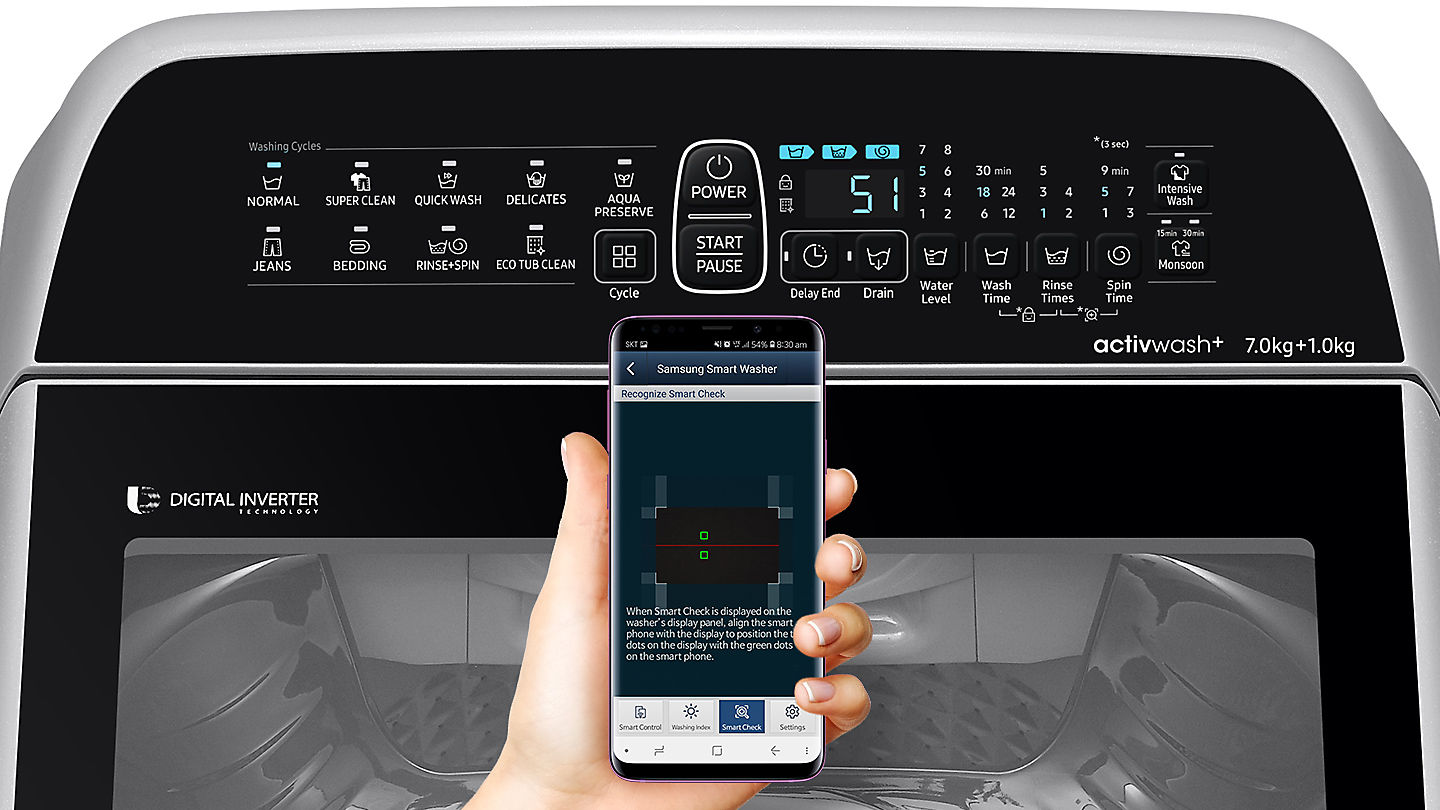 Washing Cycles
NORMAL
SUPER CLEAN
QUICK WASH
DELICATES
AQUA
PRESERVE
JEANS
BEDDING
RINSE+SPIN
ECO TUB CLEAN
Cycle
POWER
START
PAUSE
51
Delay End
Drain
7 8
5 6
3 4
1 2
Water
Level
30 min
18 24
6 12
Wash
Time
5
3 4
1 2
Rinse
Times
*(3 sec)
9 min
5 7
1 3
Spin
Time
*
*
Intensive
Wash
15min 30min
Monsoon
activwash+ 7.0kg+1.0kg
DIGITAL INVERTER
TECHNOLOGY
SKT 54% 8:30 am
Samsung Smart Washer
Recognize Smart Check
When Smart Check is displayed on the
washer's display panel, align the smart
phone with the display to position the t
dots on the display with the green dots
on the smart phone.
Smart Control
Washing Index
Smart Check
Settings